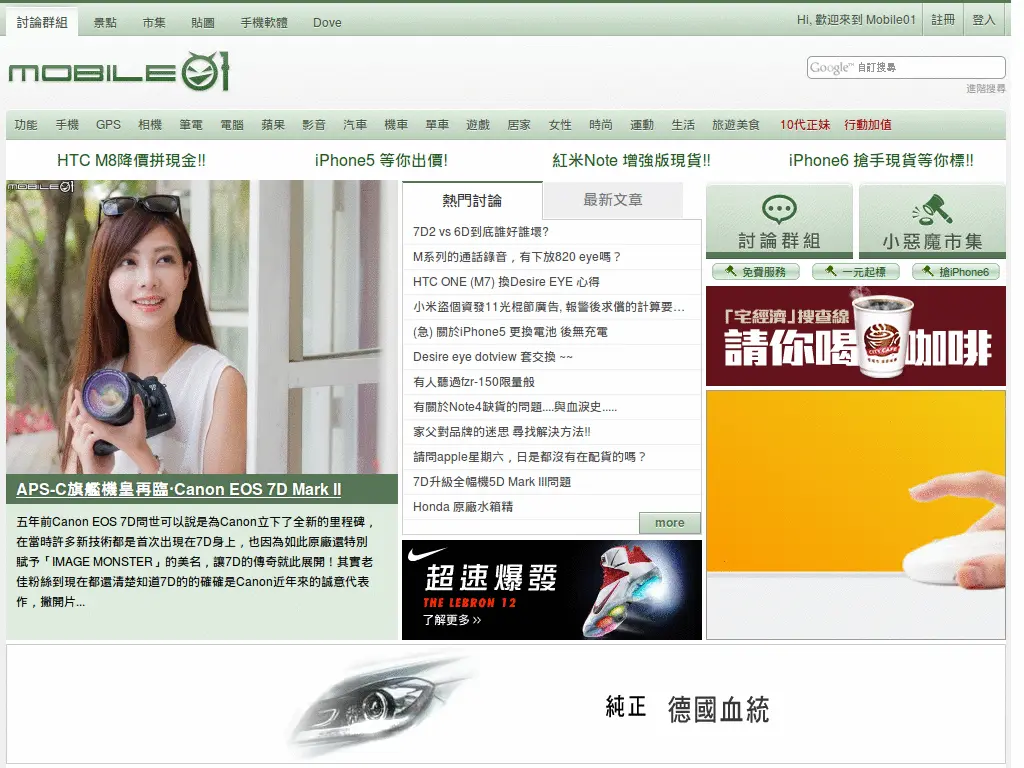 討論群組 景點 市集 貼圖 手機軟體 Dove Hi, 歡迎來到 Mobile01 註冊 登入
MOBILE01
Google™ 自訂搜尋
進階搜尋
功能 手機 GPS 相機 筆電 電腦 蘋果 影音 汽車 機車 單車 遊戲 居家 女性 時尚 運動 生活 旅遊美食 10代正妹 行動加值
HTC M8降價拼現金!! iPhone5 等你出價! 紅米Note 增強版現貨!! iPhone6 搶手現貨等你標!!
MOBILE01
APS-C旗艦機皇再臨‧Canon EOS 7D Mark II
五年前Canon EOS 7D問世可以說是為Canon立下了全新的里程碑，
在當時許多新技術都是首次出現在7D身上，也因為如此原廠還特別
賦予「IMAGE MONSTER」的美名，讓7D的傳奇就此展開！其實老
佳粉絲到現在都還清楚知道7D的的確確是Canon近年來的誠意代表
作，撇開片...
熱門討論 最新文章
7D2 vs 6D到底誰好誰壞?
M系列的通話錄音，有下放820 eye嗎？
HTC ONE (M7) 換Desire EYE 心得
小米盜個資發11光棍節廣告, 報警後求償的計算要…
(急) 關於iPhone5 更換電池 後無充電
Desire eye dotview 套交換 ~~
有人聽過fzr-150限量般
有關於Note4缺貨的問題....與血淚史.....
家父對品牌的迷思 尋找解決方法!!
請問apple星期六，日是都沒有在配貨的嗎？
7D升級全幅機5D Mark III問題
Honda 原廠水箱精
more
超速爆發
THE LEBRON 12
了解更多 »
討論群組 小惡魔市集
免費服務 一元起標 搶iPhone6
「宅經濟」搜查線
請你喝咖啡
CITY CAFE
純正 德國血統